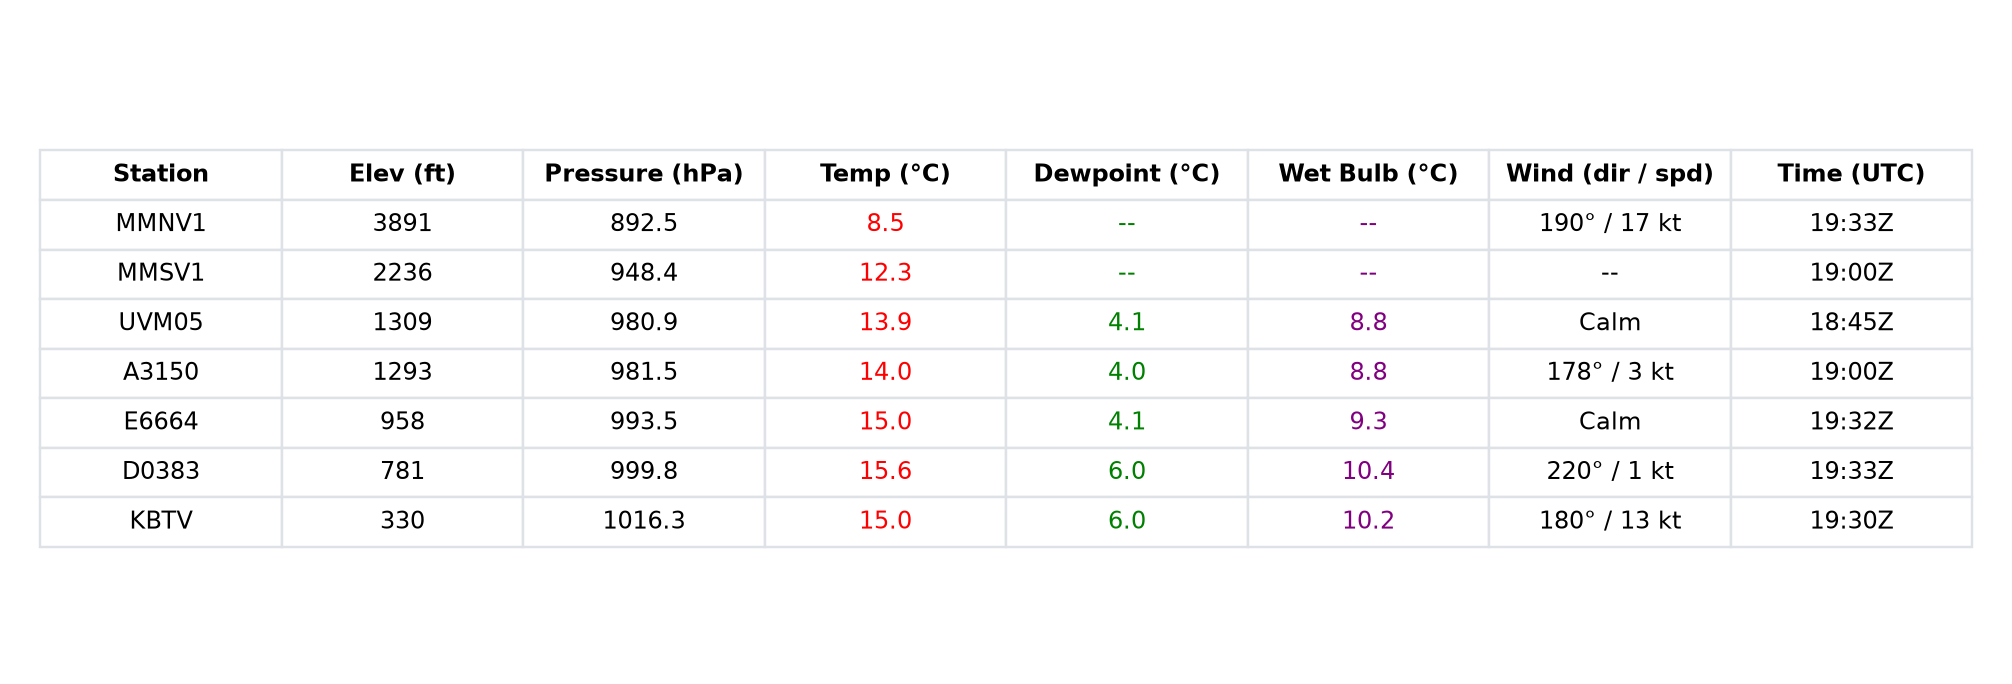 Station Elev (ft) Pressure (hPa) Temp (°C) Dewpoint (°C) Wet Bulb (°C) Wind (dir / spd) Time (UTC)
MMNV1 3891 892.5 8.5 -- -- 190° / 17 kt 19:33Z
MMSV1 2236 948.4 12.3 -- -- -- 19:00Z
UVM05 1309 980.9 13.9 4.1 8.8 Calm 18:45Z
A3150 1293 981.5 14.0 4.0 8.8 178° / 3 kt 19:00Z
E6664 958 993.5 15.0 4.1 9.3 Calm 19:32Z
D0383 781 999.8 15.6 6.0 10.4 220° / 1 kt 19:33Z
KBTV 330 1016.3 15.0 6.0 10.2 180° / 13 kt 19:30Z